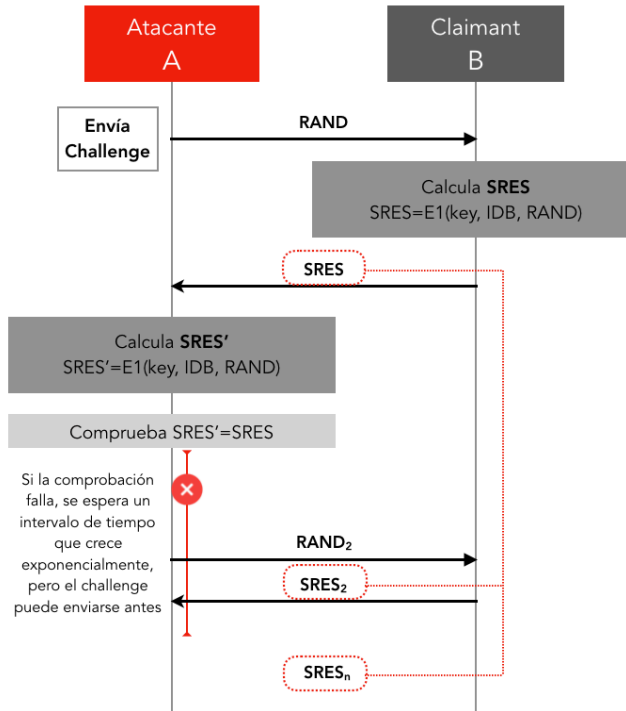 Atacante
A
Claimant
B
Envía
Challenge
RAND
Calcula SRES
SRES=E1(key, IDB, RAND)
SRES
Calcula SRES’
SRES’=E1(key, IDB, RAND)
Comprueba SRES’=SRES
Si la comprobación
falla, se espera un
intervalo de tiempo
que crece
exponencialmente,
pero el challenge
puede enviarse antes
RAND₂
SRES₂
SRESₙ